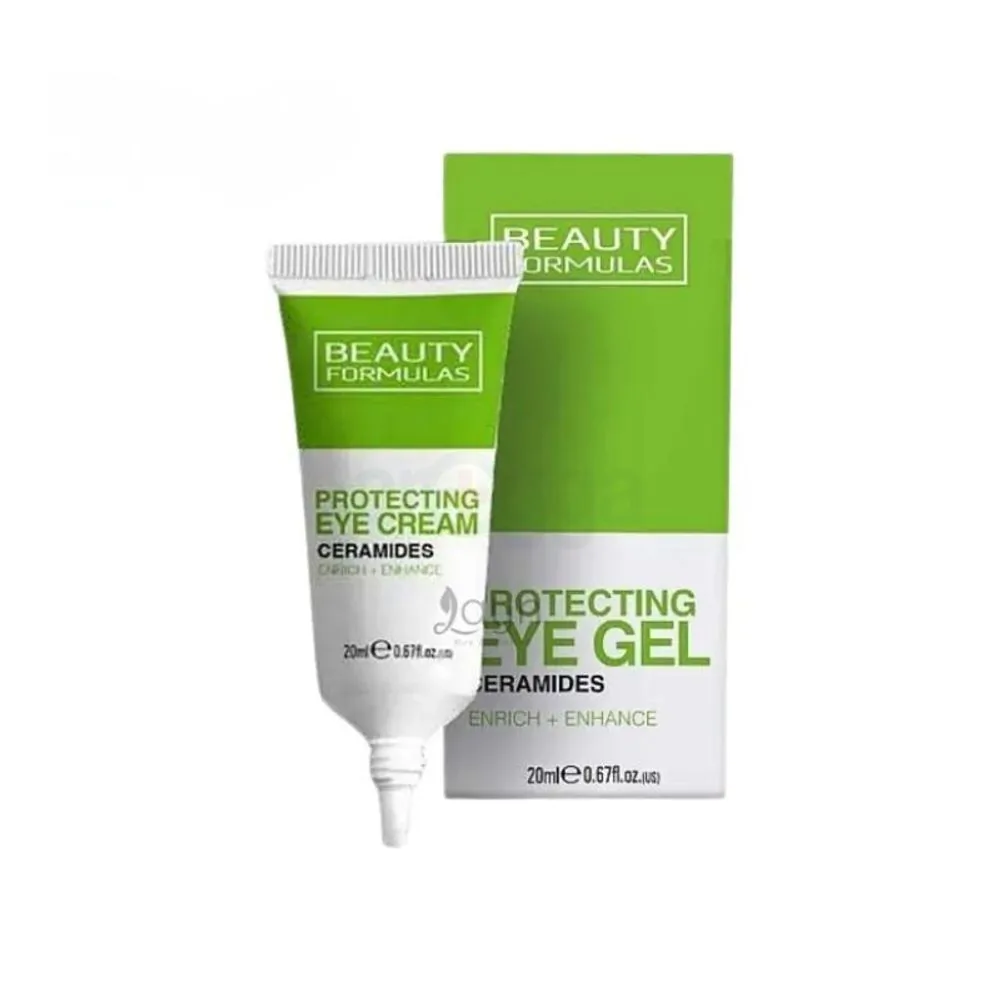 BEAUTY
FORMULAS
PROTECTING
EYE CREAM
CERAMIDES
ENRICH + ENHANCE
20ml e 0.67fl.oz.(US)
BEAUTY
FORMULAS
PROTECTING
EYE GEL
CERAMIDES
ENRICH + ENHANCE
20ml e 0.67fl.oz.(US)